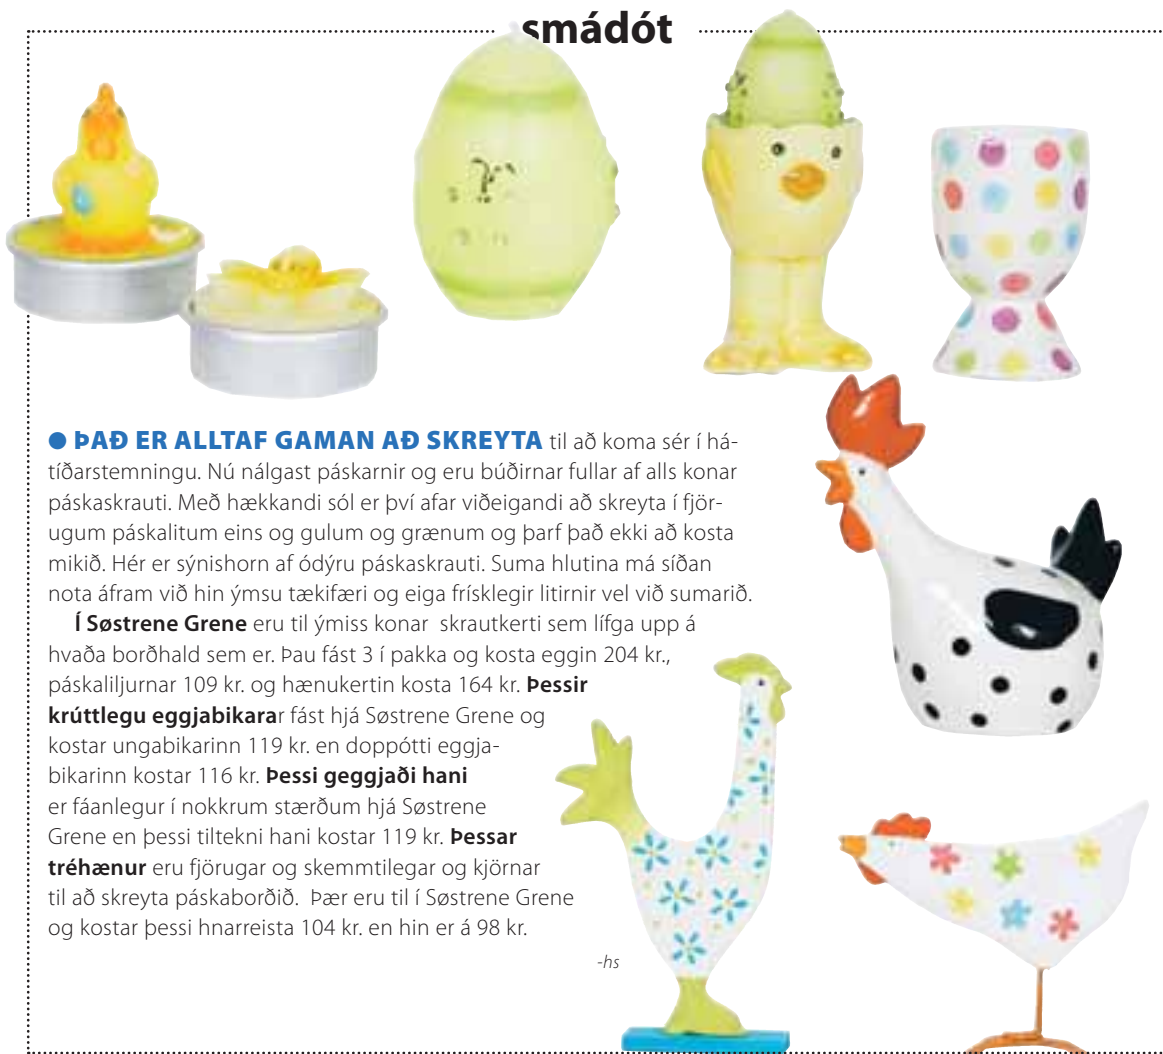 smádót
● ÞAÐ ER ALLTAF GAMAN AÐ SKREYTA til að koma sér í há-
tíðarstemningu. Nú nálgast páskarnir og eru búðirnar fullar af alls konar
páskaskrauti. Með hækkandi sól er því afar viðeigandi að skreyta í fjör-
ugum páskalitum eins og gulum og grænum og þarf það ekki að kosta
mikið. Hér er sýnishorn af ódýru páskaskrauti. Suma hlutina má síðan
nota áfram við hin ýmsu tækifæri og eiga frísklegir litirnir vel við sumarið.
Í Søstrene Grene eru til ýmiss konar skrautkerti sem lífga upp á
hvaða borðhald sem er. Þau fást 3 í pakka og kosta eggin 204 kr.,
páskaliljurnar 109 kr. og hænukertin kosta 164 kr. Þessir
krúttlegu eggjabikarar fást hjá Søstrene Grene og
kostar ungabikarinn 119 kr. en doppótti eggja-
bikarinn kostar 116 kr. Þessi geggjaði hani
er fáanlegur í nokkrum stærðum hjá Søstrene
Grene en þessi tiltekni hani kostar 119 kr. Þessar
tréhænur eru fjörugar og skemmtilegar og kjörnar
til að skreyta páskaborðið. Þær eru til í Søstrene Grene
og kostar þessi hnarreista 104 kr. en hin er á 98 kr.
-hs